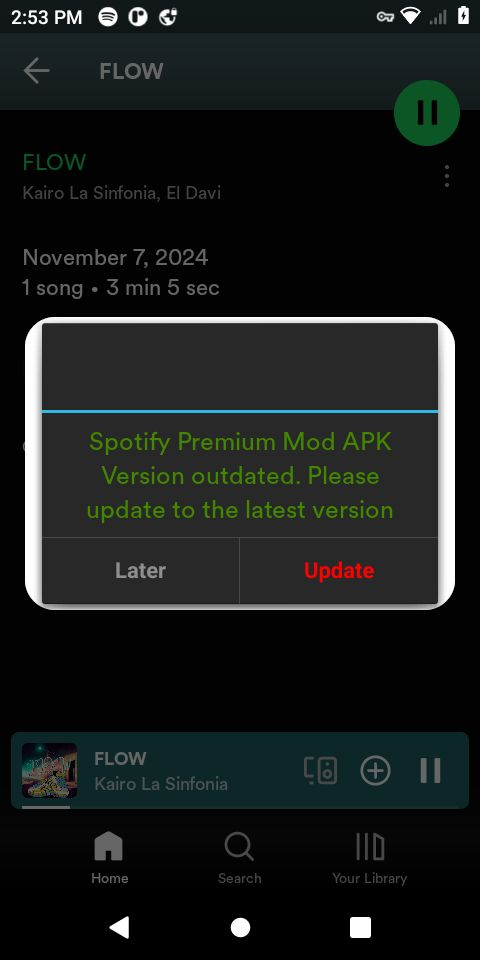 2:53 PM
FLOW
FLOW
Kairo La Sinfonia, El Davi
November 7, 2024
1 song • 3 min 5 sec
Spotify Premium Mod APK
Version outdated. Please
update to the latest version
Later
Update
FLOW
Kairo La Sinfonia
Home
Search
Your Library